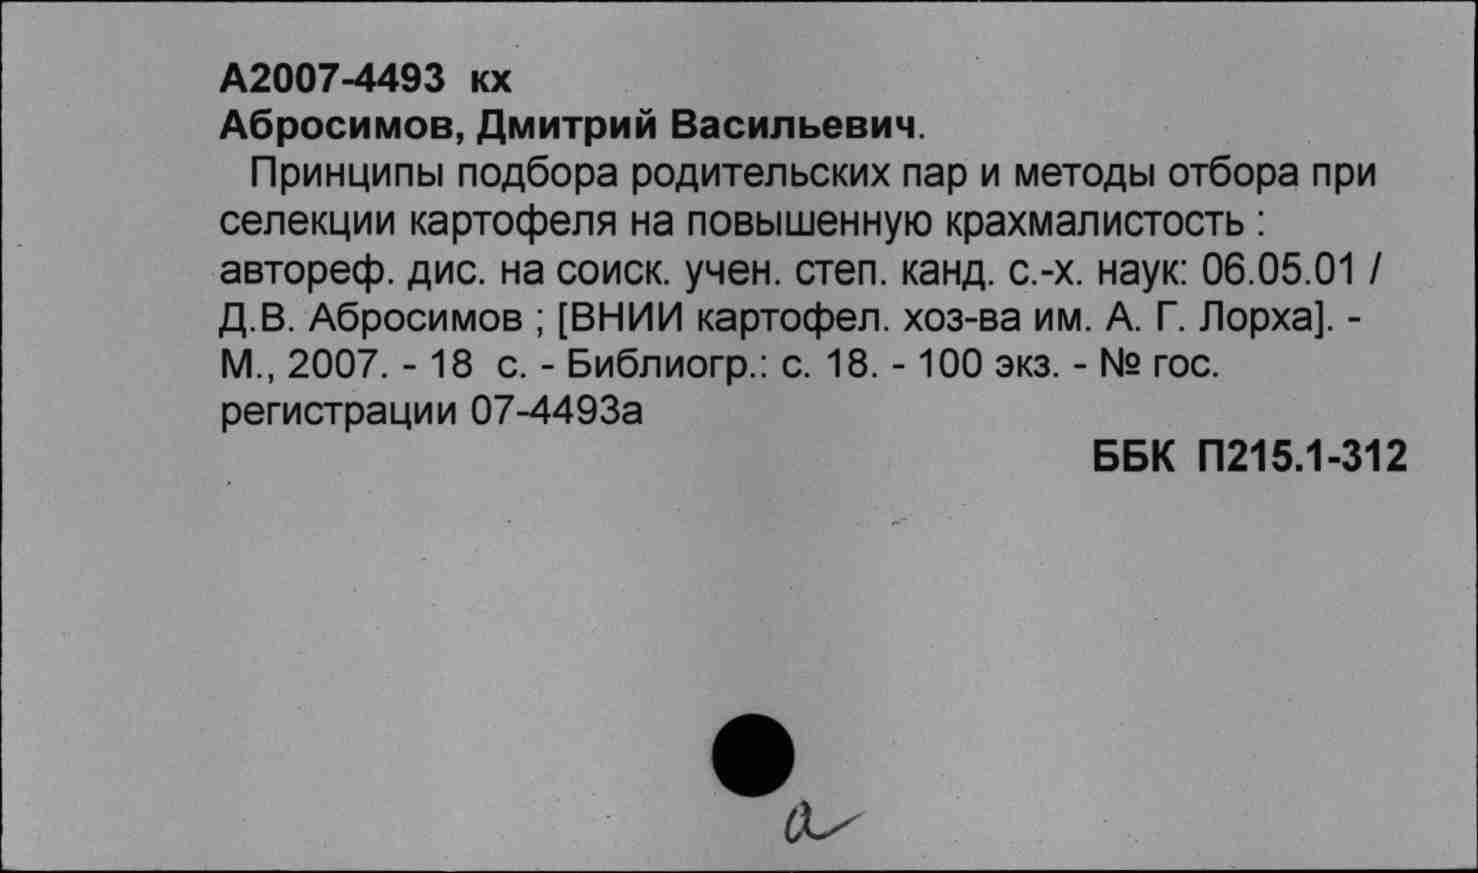 А2007-4493 кх
Абросимов, Дмитрий Васильевич.
Принципы подбора родительских пар и методы отбора при
селекции картофеля на повышенную крахмалистость :
автореф. дис. на соиск. учен. степ. канд. с.-х. наук: 06.05.01 /
Д.В. Абросимов ; [ВНИИ картофел. хоз-ва им. А. Г. Лорха]. -
М., 2007. - 18 с. - Библиогр.: с. 18. - 100 экз. - № гос.
регистрации 07-4493а
ББК П215.1-312
а